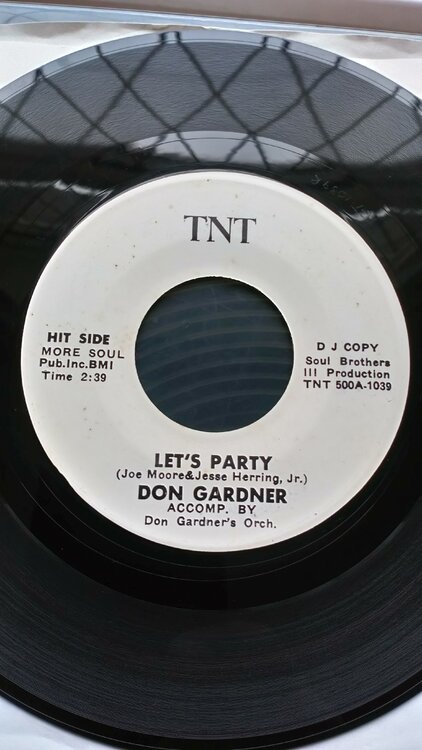 TNT
HIT SIDE
MORE SOUL
Pub.Inc.BMI
Time 2:39
D J COPY
Soul Brothers
III Production
TNT 500A-1039
LET'S PARTY
(Joe Moore&Jesse Herring, Jr.)
DON GARDNER
ACCOMP. BY
Don Gardner's Orch.